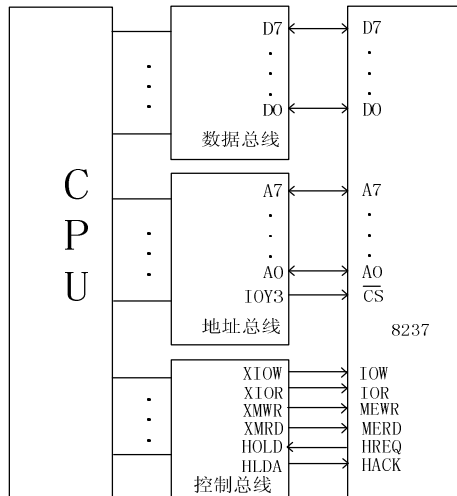 CPU
D7
D0
数据总线
A7
A0
IOY3
地址总线
XIOW
XIOR
XMWR
XMRD
HOLD
HLDA
控制总线
D7
D0
A7
A0
CS
8237
IOW
IOR
MEWR
MERD
HREQ
HACK